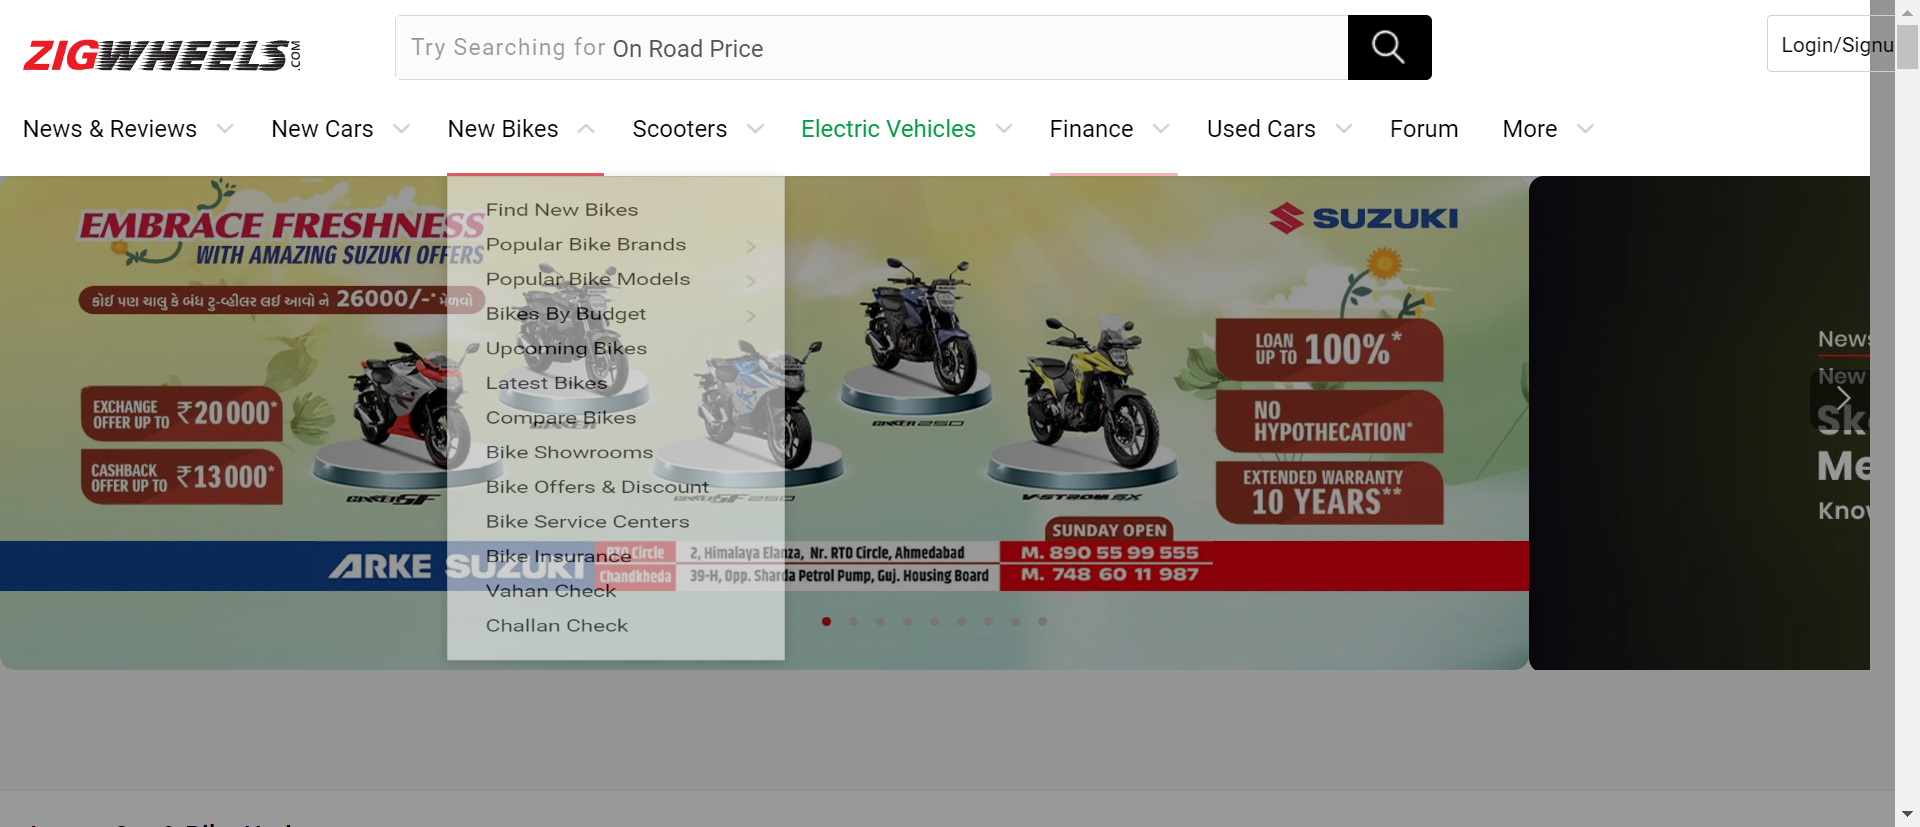 ZIGWHEELS.COM
Try Searching for On Road Price
Login/Signu
News & Reviews
New Cars
New Bikes
Scooters
Electric Vehicles
Finance
Used Cars
Forum
More
EMBRACE FRESHNESS
WITH AMAZING SUZUKI OFFERS
કોઈ પણ ચાલુ કે બંધ ટુ-વ્હીલર લઈ આવો ને 26000/-* મેળવો
EXCHANGE
OFFER UP TO ₹20000*
CASHBACK
OFFER UP TO ₹13000*
Find New Bikes
Popular Bike Brands
Popular Bike Models
Bikes By Budget
Upcoming Bikes
Latest Bikes
Compare Bikes
Bike Showrooms
Bike Offers & Discount
Bike Service Centers
Bike Insurance
Vahan Check
Challan Check
SUZUKI
LOAN
UP TO 100%*
NO
HYPOTHECATION*
EXTENDED WARRANTY
10 YEARS**
GIXXER SF
GIXXER
SF 250
GIXXER 250
V-STROM SX
SUNDAY OPEN
ARKE SUZUKI
RTO Circle
2, Himalaya Elanza, Nr. RTO Circle, Ahmedabad
M. 890 55 99 555
Chandkheda
39-H, Opp. Sharda Petrol Pump, Guj. Housing Board
M. 748 60 11 987
News
New
Sk
Me
Know